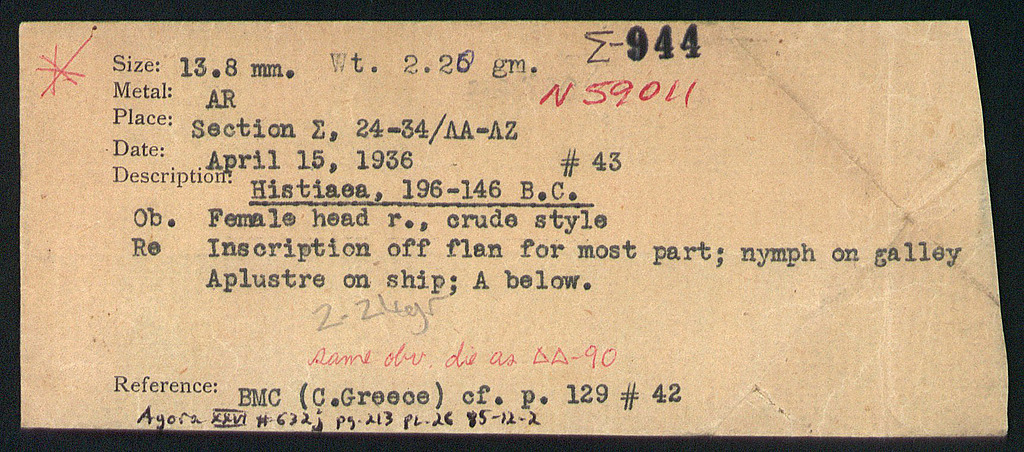 Σ-944
Size: 13.8 mm. Wt. 2.26 gm.
N 59011
Metal: AR
Place: Section Σ, 24-34/ΛA-ΛZ
Date: April 15, 1936 # 43
Description: Histiaea, 196-146 B.C.
Ob. Female head r., crude style
Re Inscription off flan for most part; nymph on galley
Aplustre on ship; A below.
2.24gr
same obv. die as ΔΔ-90
Reference: BMC (C.Greece) cf. p. 129 # 42
Agora XXVI #632j pg.213 pl.26 85-12-2